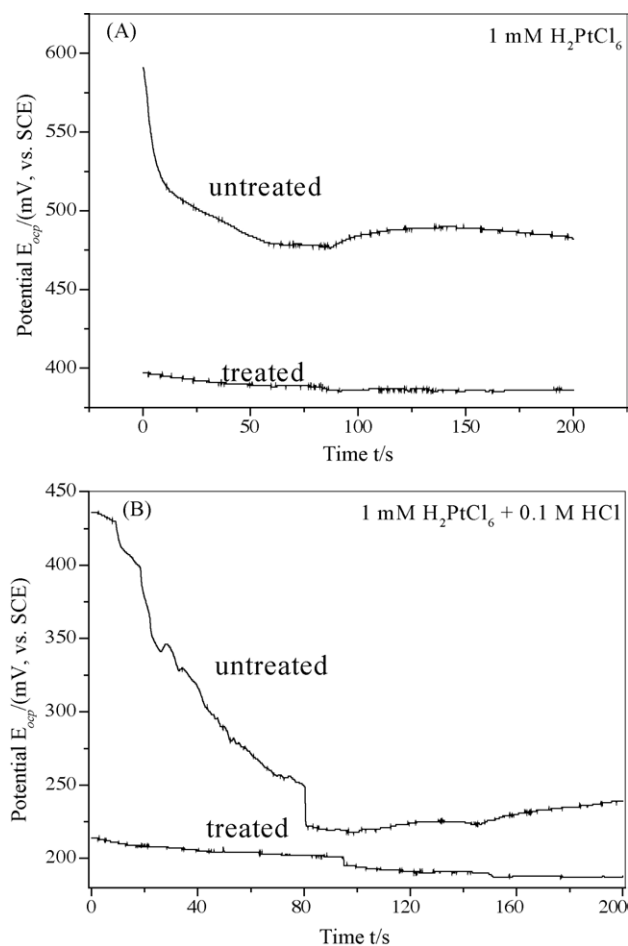 (A)
1 mM H₂PtCl₆
600
550
500
450
400
untreated
treated
Potential E_ocp/(mV, vs. SCE)
0 50 100 150 200
Time t/s
(B)
1 mM H₂PtCl₆ + 0.1 M HCl
450
400
350
300
250
200
untreated
treated
Potential E_ocp/(mV, vs. SCE)
0 40 80 120 160 200
Time t/s